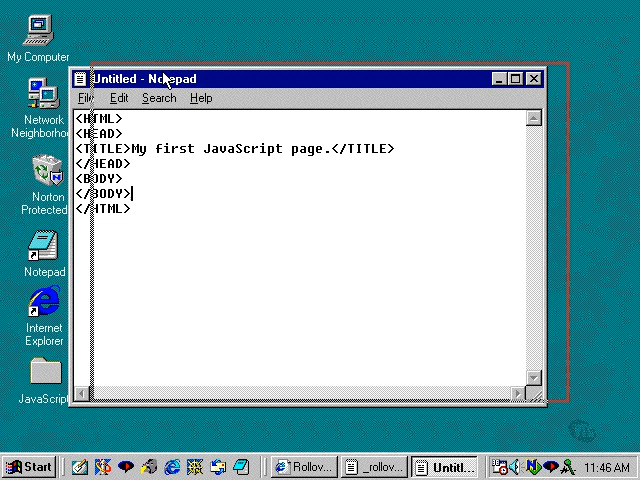 My Computer
Network
Neighborhoo
Norton
Protected
Notepad
Internet
Explorer
JavaScript
Untitled - Notepad
File Edit Search Help
<HTML>
<HEAD>
<TITLE>My first JavaScript page.</TITLE>
</HEAD>
<BODY>
</BODY>
</HTML>
Start
Rollov...
_rollov...
Untitl...
11:46 AM